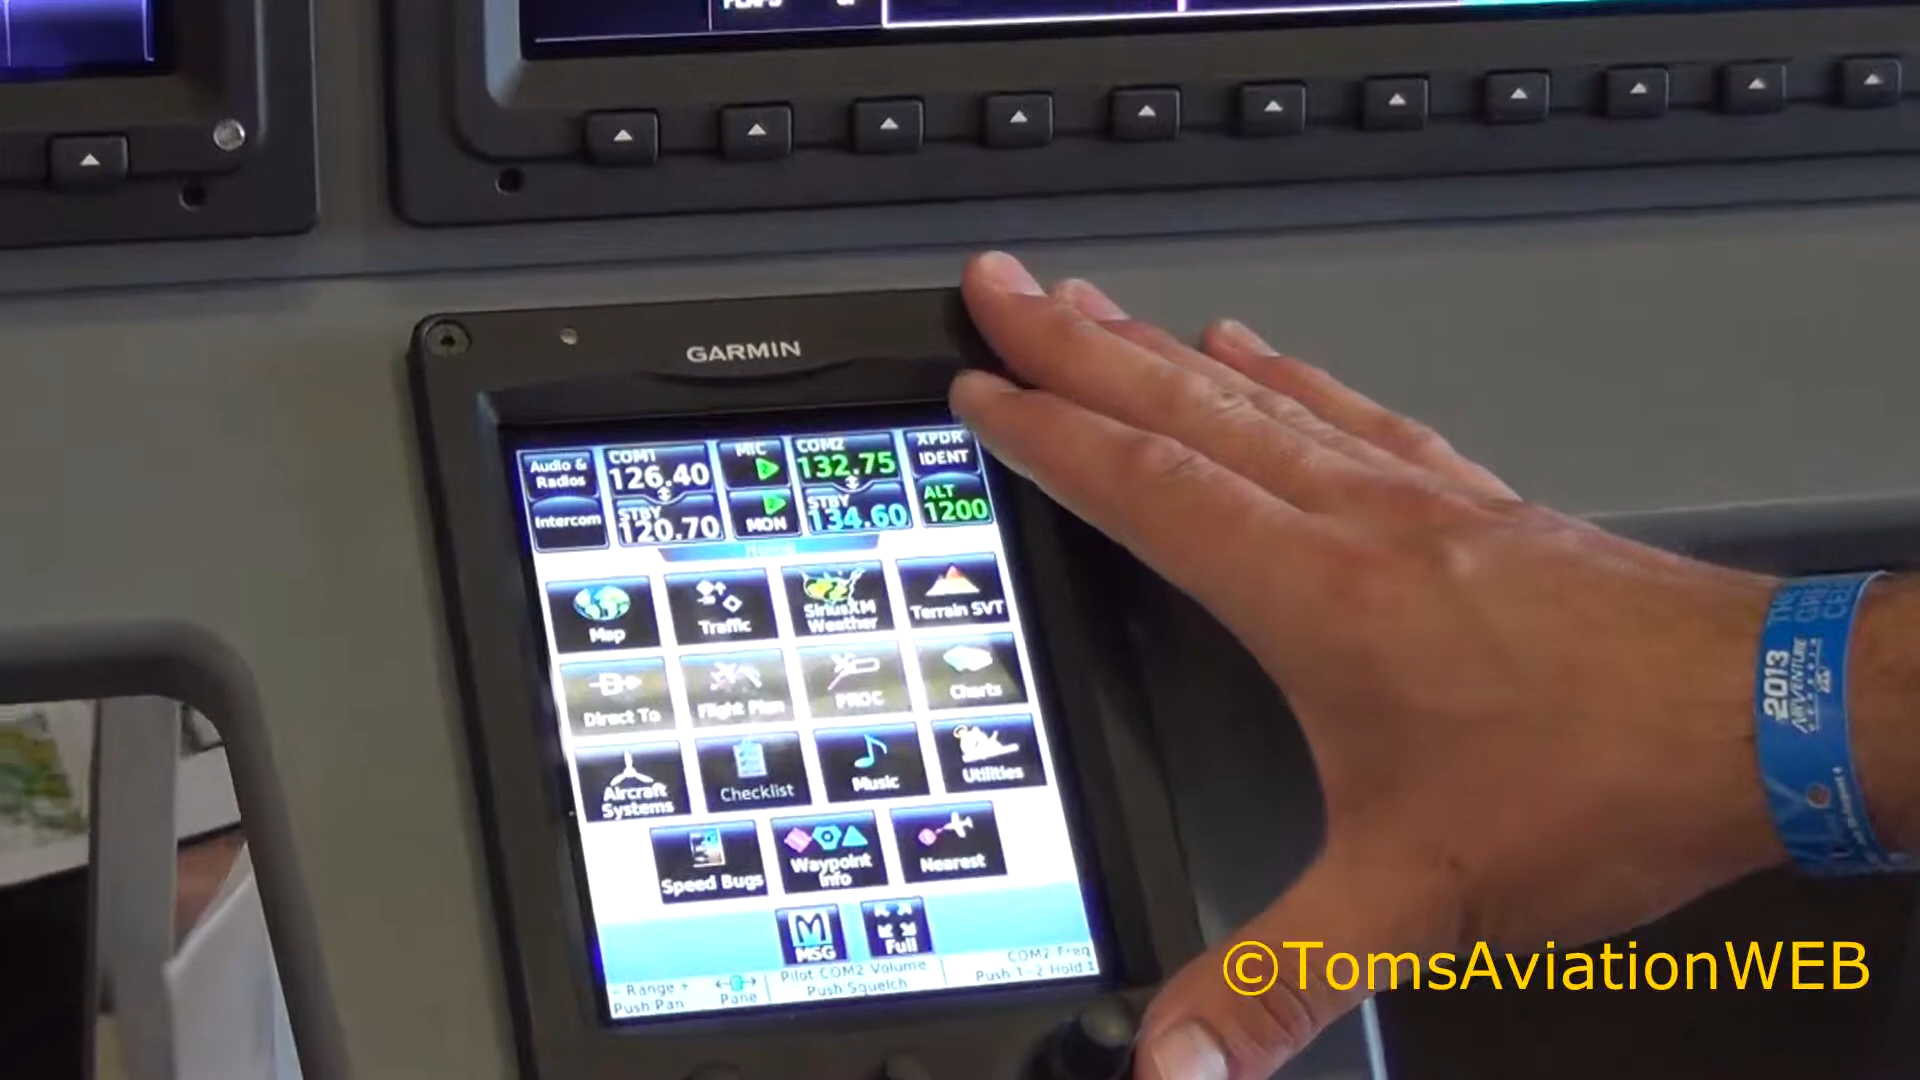 FLAPS
GARMIN
Audio &
Radios
Intercom
COM1
126.40
STBY
120.70
MIC
MON
COM2
132.75
STBY
134.60
XPDR
IDENT
ALT
1200
Home
Map
Traffic
SiriusXM
Weather
Terrain SVT
Direct To
Flight Plan
PROC
Charts
Aircraft
Systems
Checklist
Music
Utilities
Speed Bugs
Waypoint
Info
Nearest
MSG
Full
- Range +
Push Pan
Pane
Pilot COM2 Volume
Push Squelch
COM2 Freq
Push 1-2 Hold ↕
2013
AIRVENTURE
©TomsAviationWEB